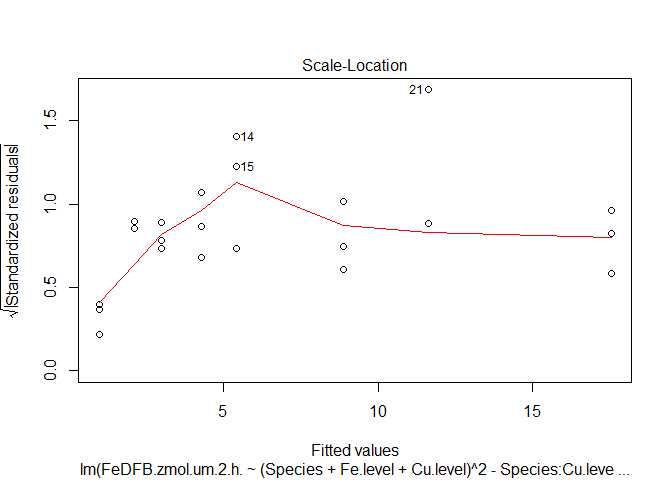 Scale-Location
√|Standardized residuals|
1.5
1.0
0.5
0.0
21
14
15
5
10
15
Fitted values
lm(FeDFB.zmol.um.2.h. ~ (Species + Fe.level + Cu.level)^2 - Species:Cu.leve ...